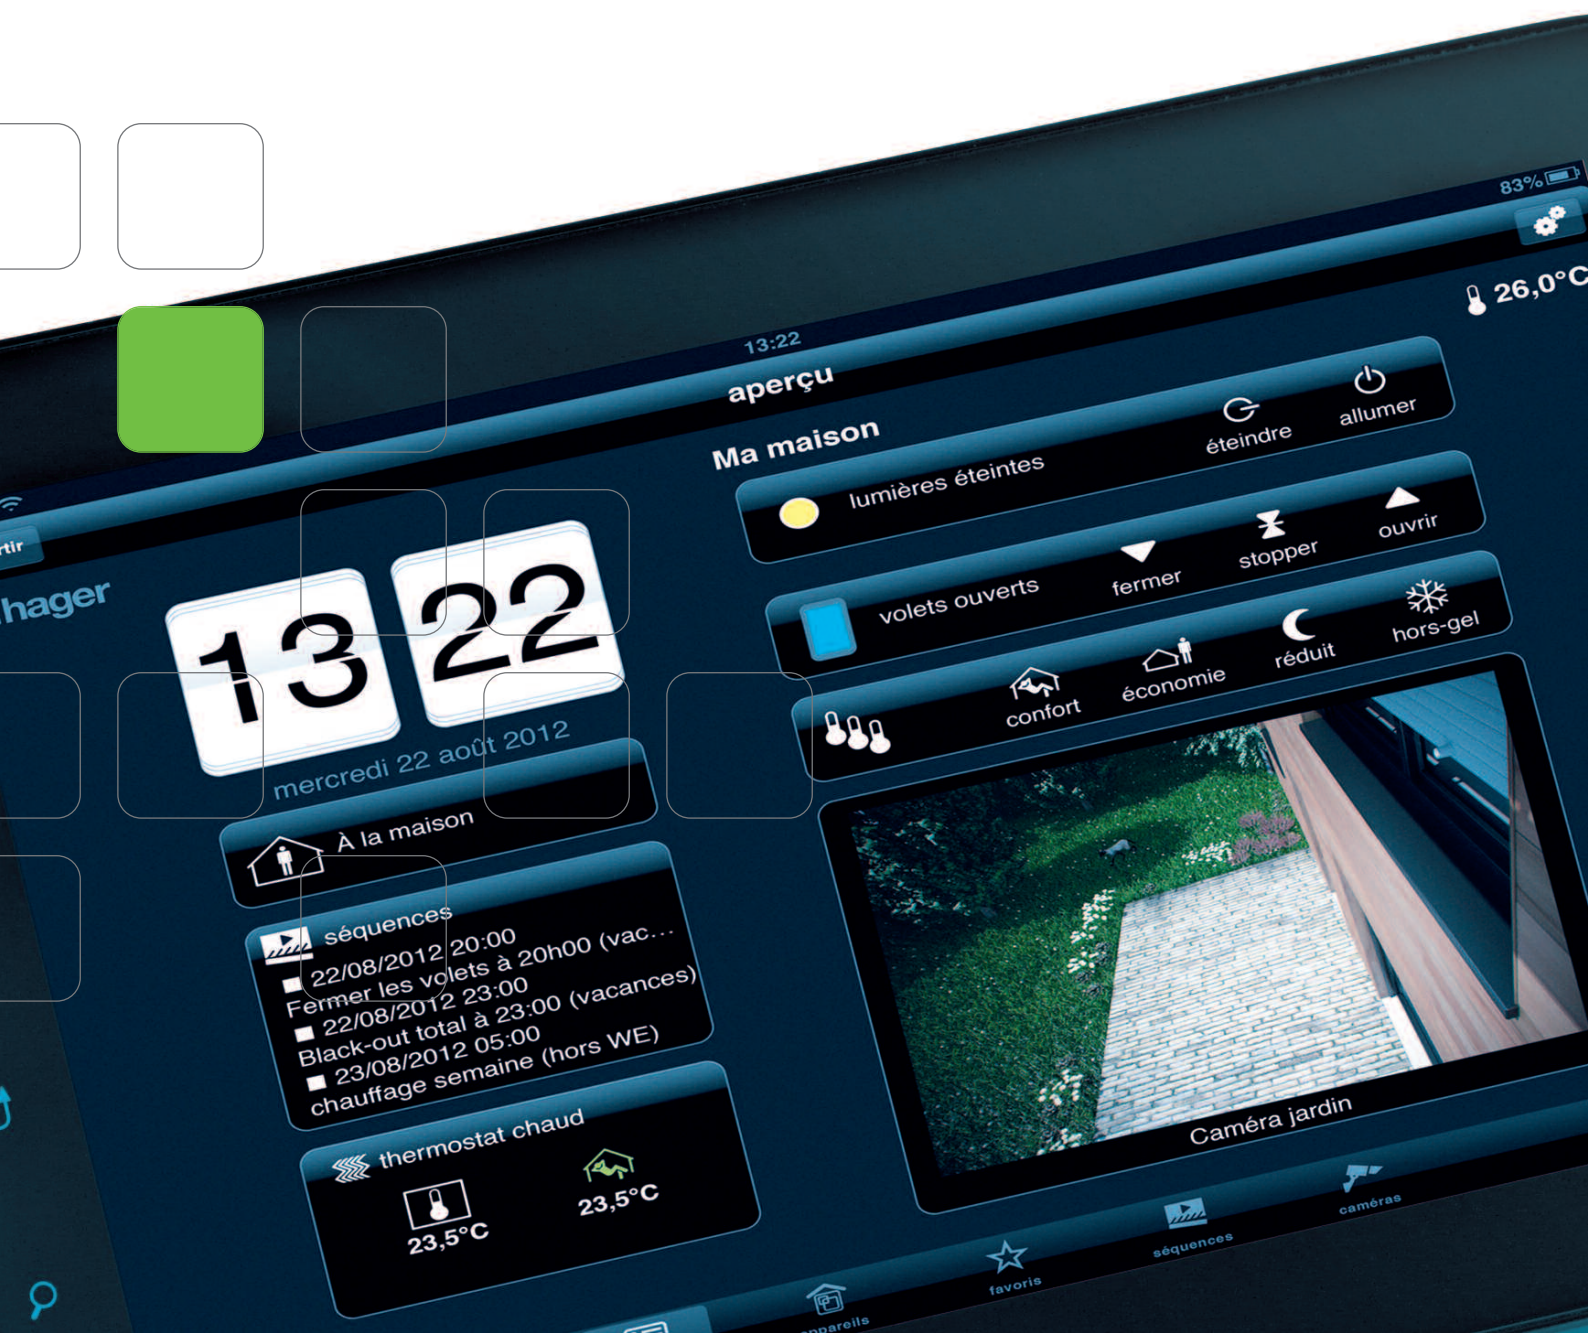 83%
13:22
aperçu
26,0°C
hager
13 22
mercredi 22 août 2012
À la maison
séquences
22/08/2012 20:00
Fermer les volets à 20h00 (vac...
22/08/2012 23:00
Black-out total à 23:00 (vacances)
23/08/2012 05:00
chauffage semaine (hors WE)
thermostat chaud
23,5°C 23,5°C
Ma maison
lumières éteintes éteindre allumer
volets ouverts fermer stopper ouvrir
confort économie réduit hors-gel
Caméra jardin
favoris séquences caméras